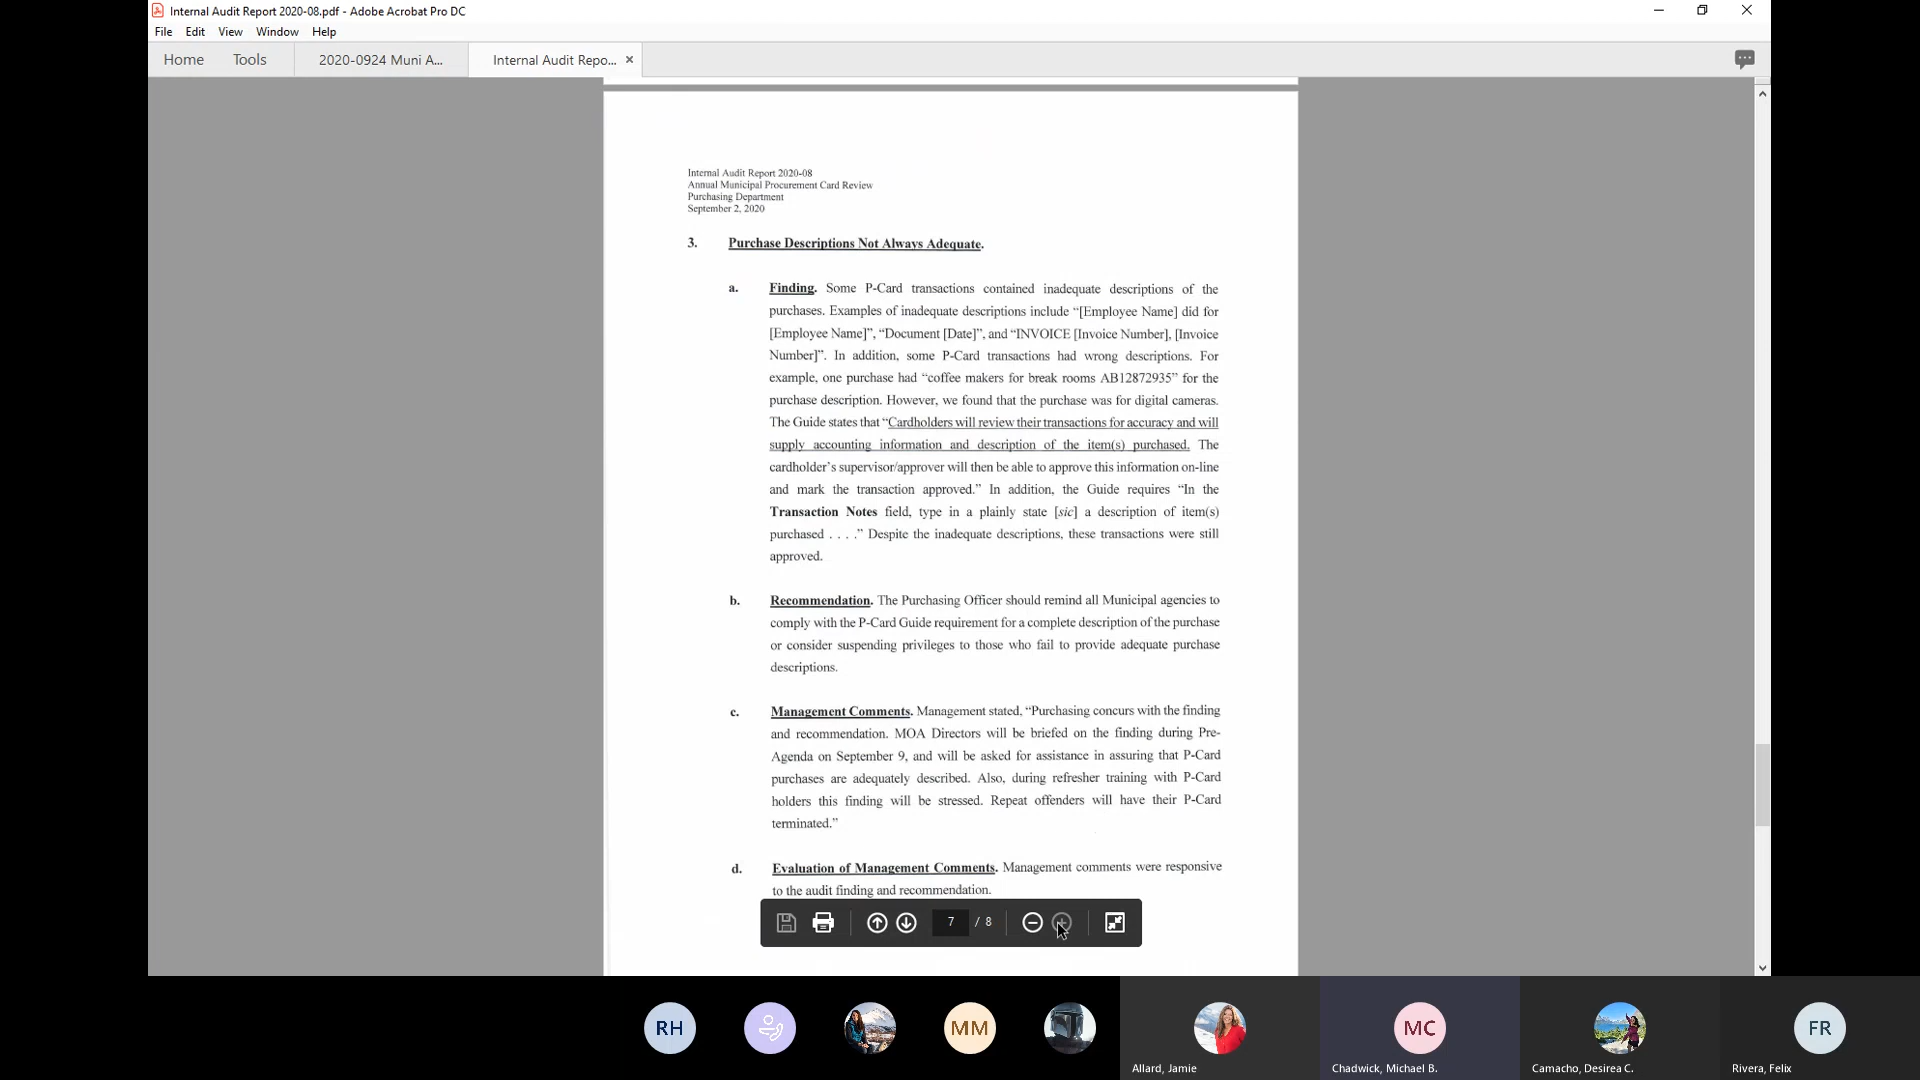 Internal Audit Report 2020-08.pdf - Adobe Acrobat Pro DC
File Edit View Window Help
Home Tools 2020-0924 Muni A... Internal Audit Repo... ×
Internal Audit Report 2020-08
Annual Municipal Procurement Card Review
Purchasing Department
September 2, 2020
3. Purchase Descriptions Not Always Adequate.
a. Finding. Some P-Card transactions contained inadequate descriptions of the
purchases. Examples of inadequate descriptions include “[Employee Name] did for
[Employee Name]”, “Document [Date]”, and “INVOICE [Invoice Number], [Invoice
Number]”. In addition, some P-Card transactions had wrong descriptions. For
example, one purchase had “coffee makers for break rooms AB12872935” for the
purchase description. However, we found that the purchase was for digital cameras.
The Guide states that “Cardholders will review their transactions for accuracy and will
supply accounting information and description of the item(s) purchased. The
cardholder’s supervisor/approver will then be able to approve this information on-line
and mark the transaction approved.” In addition, the Guide requires “In the
Transaction Notes field, type in a plainly state [sic] a description of item(s)
purchased . . . .” Despite the inadequate descriptions, these transactions were still
approved.
b. Recommendation. The Purchasing Officer should remind all Municipal agencies to
comply with the P-Card Guide requirement for a complete description of the purchase
or consider suspending privileges to those who fail to provide adequate purchase
descriptions.
c. Management Comments. Management stated, “Purchasing concurs with the finding
and recommendation. MOA Directors will be briefed on the finding during Pre-
Agenda on September 9, and will be asked for assistance in assuring that P-Card
purchases are adequately described. Also, during refresher training with P-Card
holders this finding will be stressed. Repeat offenders will have their P-Card
terminated.”
d. Evaluation of Management Comments. Management comments were responsive
to the audit finding and recommendation.
7 / 8
RH MM MC FR
Allard, Jamie Chadwick, Michael B. Camacho, Desirea C. Rivera, Felix